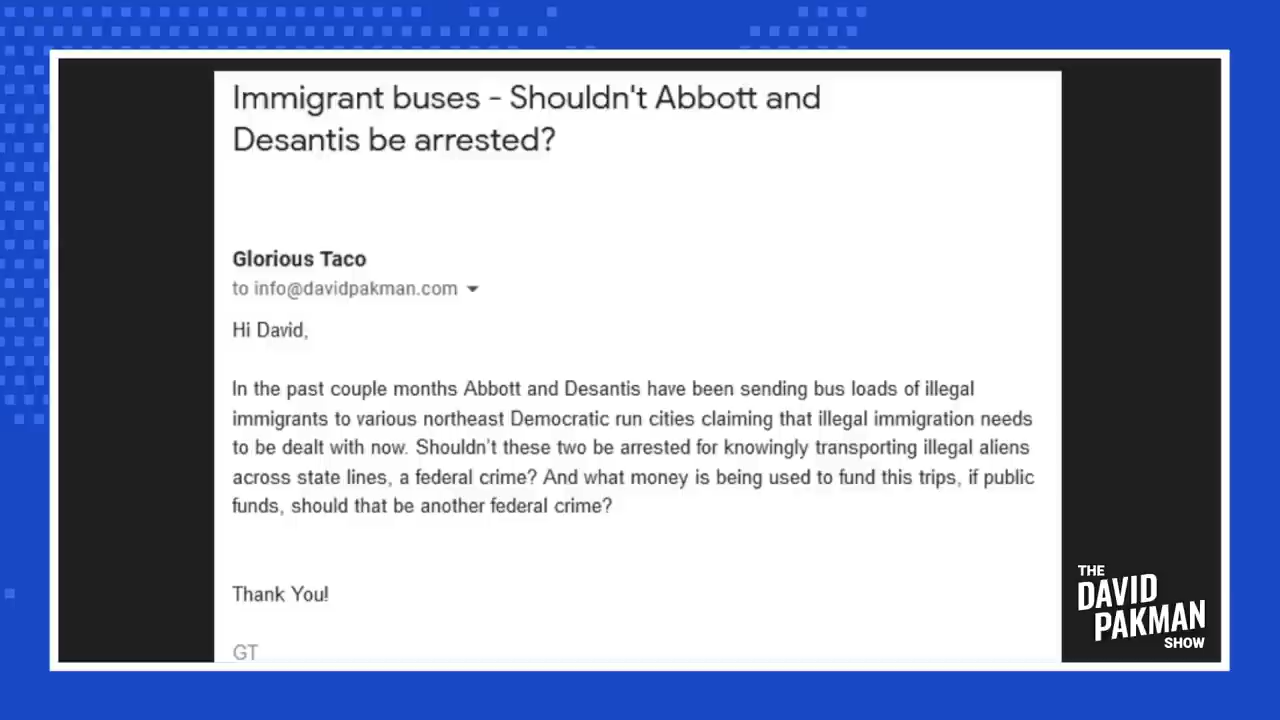 Immigrant buses - Shouldn't Abbott and
Desantis be arrested?
Glorious Taco
to info@davidpakman.com
Hi David,
In the past couple months Abbott and Desantis have been sending bus loads of illegal
immigrants to various northeast Democratic run cities claiming that illegal immigration needs
to be dealt with now. Shouldn't these two be arrested for knowingly transporting illegal aliens
across state lines, a federal crime? And what money is being used to fund this trips, if public
funds, should that be another federal crime?
Thank You!
GT
THE
DAVID
PAKMAN
SHOW